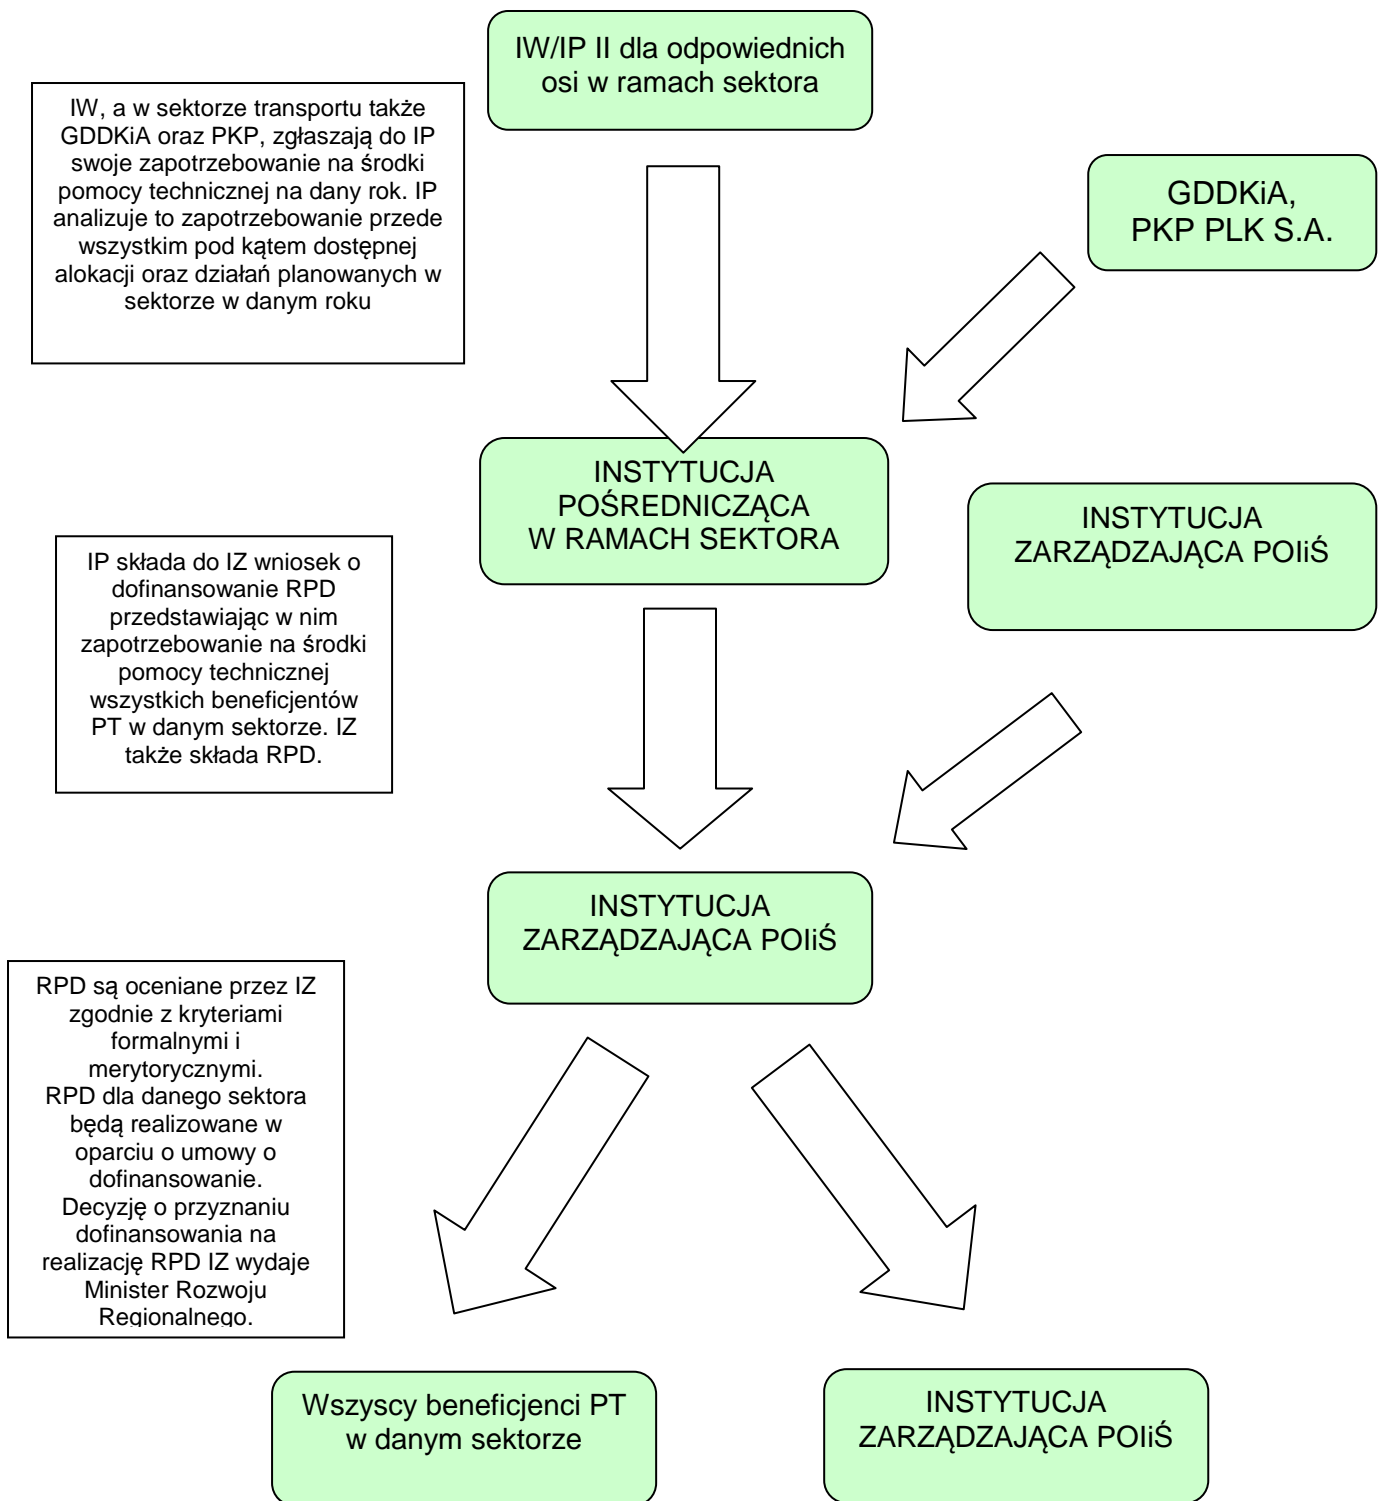 IW/IP II dla odpowiednich
osi w ramach sektora
IW, a w sektorze transportu także
GDDKiA oraz PKP, zgłaszają do IP
swoje zapotrzebowanie na środki
pomocy technicznej na dany rok. IP
analizuje to zapotrzebowanie przede
wszystkim pod kątem dostępnej
alokacji oraz działań planowanych w
sektorze w danym roku
GDDKiA,
PKP PLK S.A.
INSTYTUCJA
POŚREDNICZĄCA
W RAMACH SEKTORA
INSTYTUCJA
ZARZĄDZAJĄCA POIiŚ
IP składa do IZ wniosek o
dofinansowanie RPD
przedstawiając w nim
zapotrzebowanie na środki
pomocy technicznej
wszystkich beneficjentów
PT w danym sektorze. IZ
także składa RPD.
INSTYTUCJA
ZARZĄDZAJĄCA POIiŚ
RPD są oceniane przez IZ
zgodnie z kryteriami
formalnymi i
merytorycznymi.
RPD dla danego sektora
będą realizowane w
oparciu o umowy o
dofinansowanie.
Decyzję o przyznaniu
dofinansowania na
realizację RPD IZ wydaje
Minister Rozwoju
Regionalnego.
Wszyscy beneficjenci PT
w danym sektorze
INSTYTUCJA
ZARZĄDZAJĄCA POIiŚ